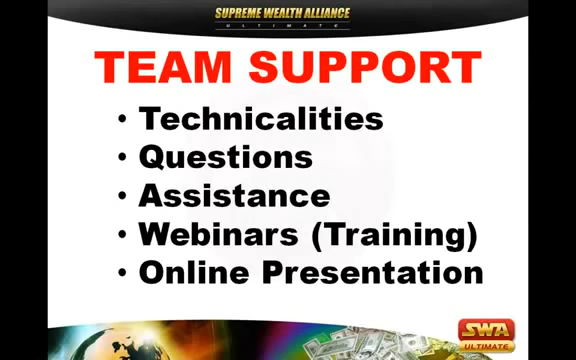 SUPREME WEALTH ALLIANCE
ULTIMATE
TEAM SUPPORT
• Technicalities
• Questions
• Assistance
• Webinars (Training)
• Online Presentation
SWA
ULTIMATE